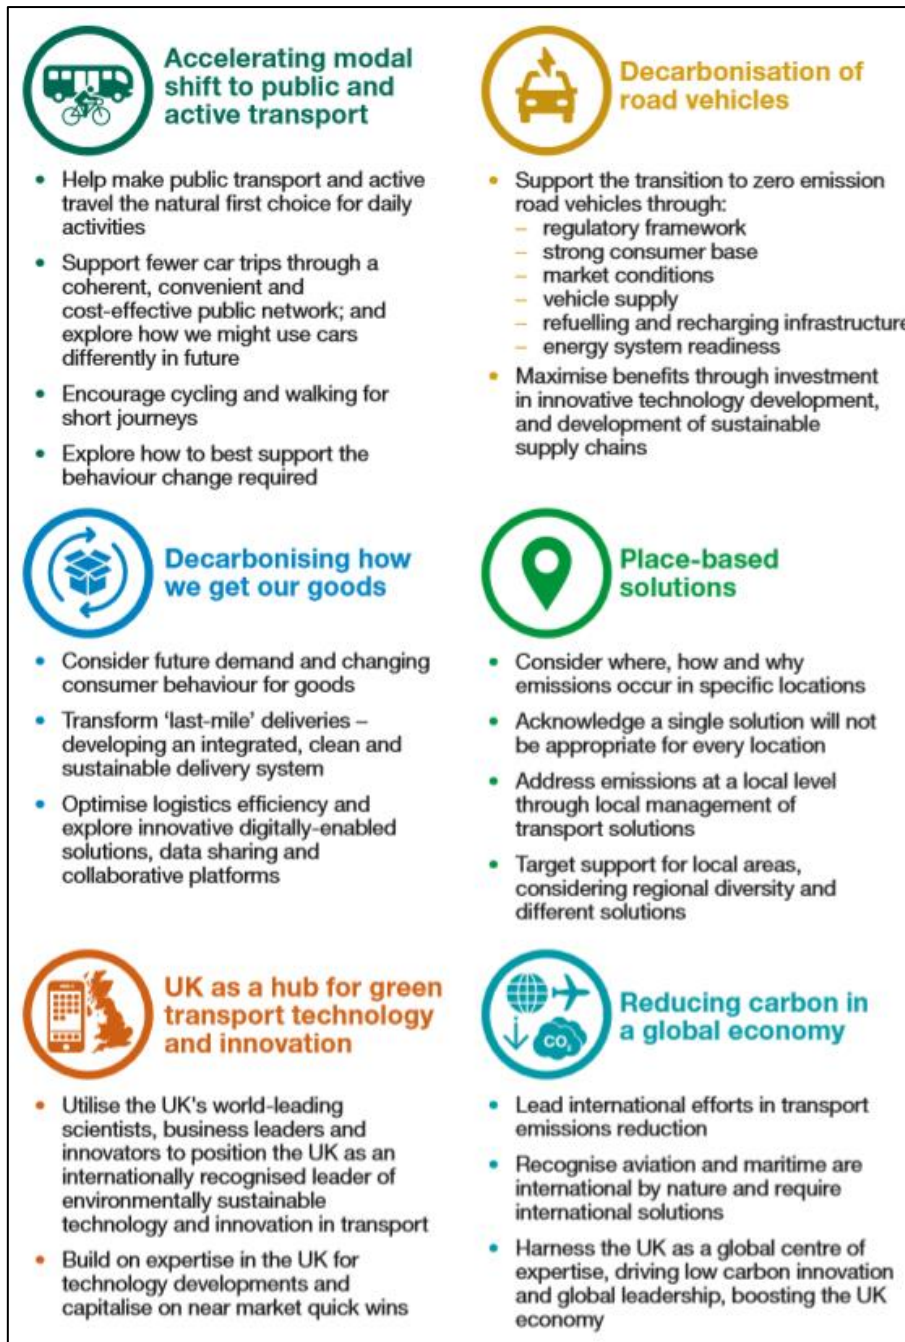 Accelerating modal
shift to public and
active transport
• Help make public transport and active
travel the natural first choice for daily
activities
• Support fewer car trips through a
coherent, convenient and
cost-effective public network; and
explore how we might use cars
differently in future
• Encourage cycling and walking for
short journeys
• Explore how to best support the
behaviour change required
Decarbonisation of
road vehicles
• Support the transition to zero emission
road vehicles through:
– regulatory framework
– strong consumer base
– market conditions
– vehicle supply
– refuelling and recharging infrastructure
– energy system readiness
• Maximise benefits through investment
in innovative technology development,
and development of sustainable
supply chains
Decarbonising how
we get our goods
• Consider future demand and changing
consumer behaviour for goods
• Transform ‘last-mile’ deliveries –
developing an integrated, clean and
sustainable delivery system
• Optimise logistics efficiency and
explore innovative digitally-enabled
solutions, data sharing and
collaborative platforms
Place-based
solutions
• Consider where, how and why
emissions occur in specific locations
• Acknowledge a single solution will not
be appropriate for every location
• Address emissions at a local level
through local management of
transport solutions
• Target support for local areas,
considering regional diversity and
different solutions
UK as a hub for green
transport technology
and innovation
• Utilise the UK's world-leading
scientists, business leaders and
innovators to position the UK as an
internationally recognised leader of
environmentally sustainable
technology and innovation in transport
• Build on expertise in the UK for
technology developments and
capitalise on near market quick wins
CO₂
Reducing carbon in
a global economy
• Lead international efforts in transport
emissions reduction
• Recognise aviation and maritime are
international by nature and require
international solutions
• Harness the UK as a global centre of
expertise, driving low carbon innovation
and global leadership, boosting the UK
economy